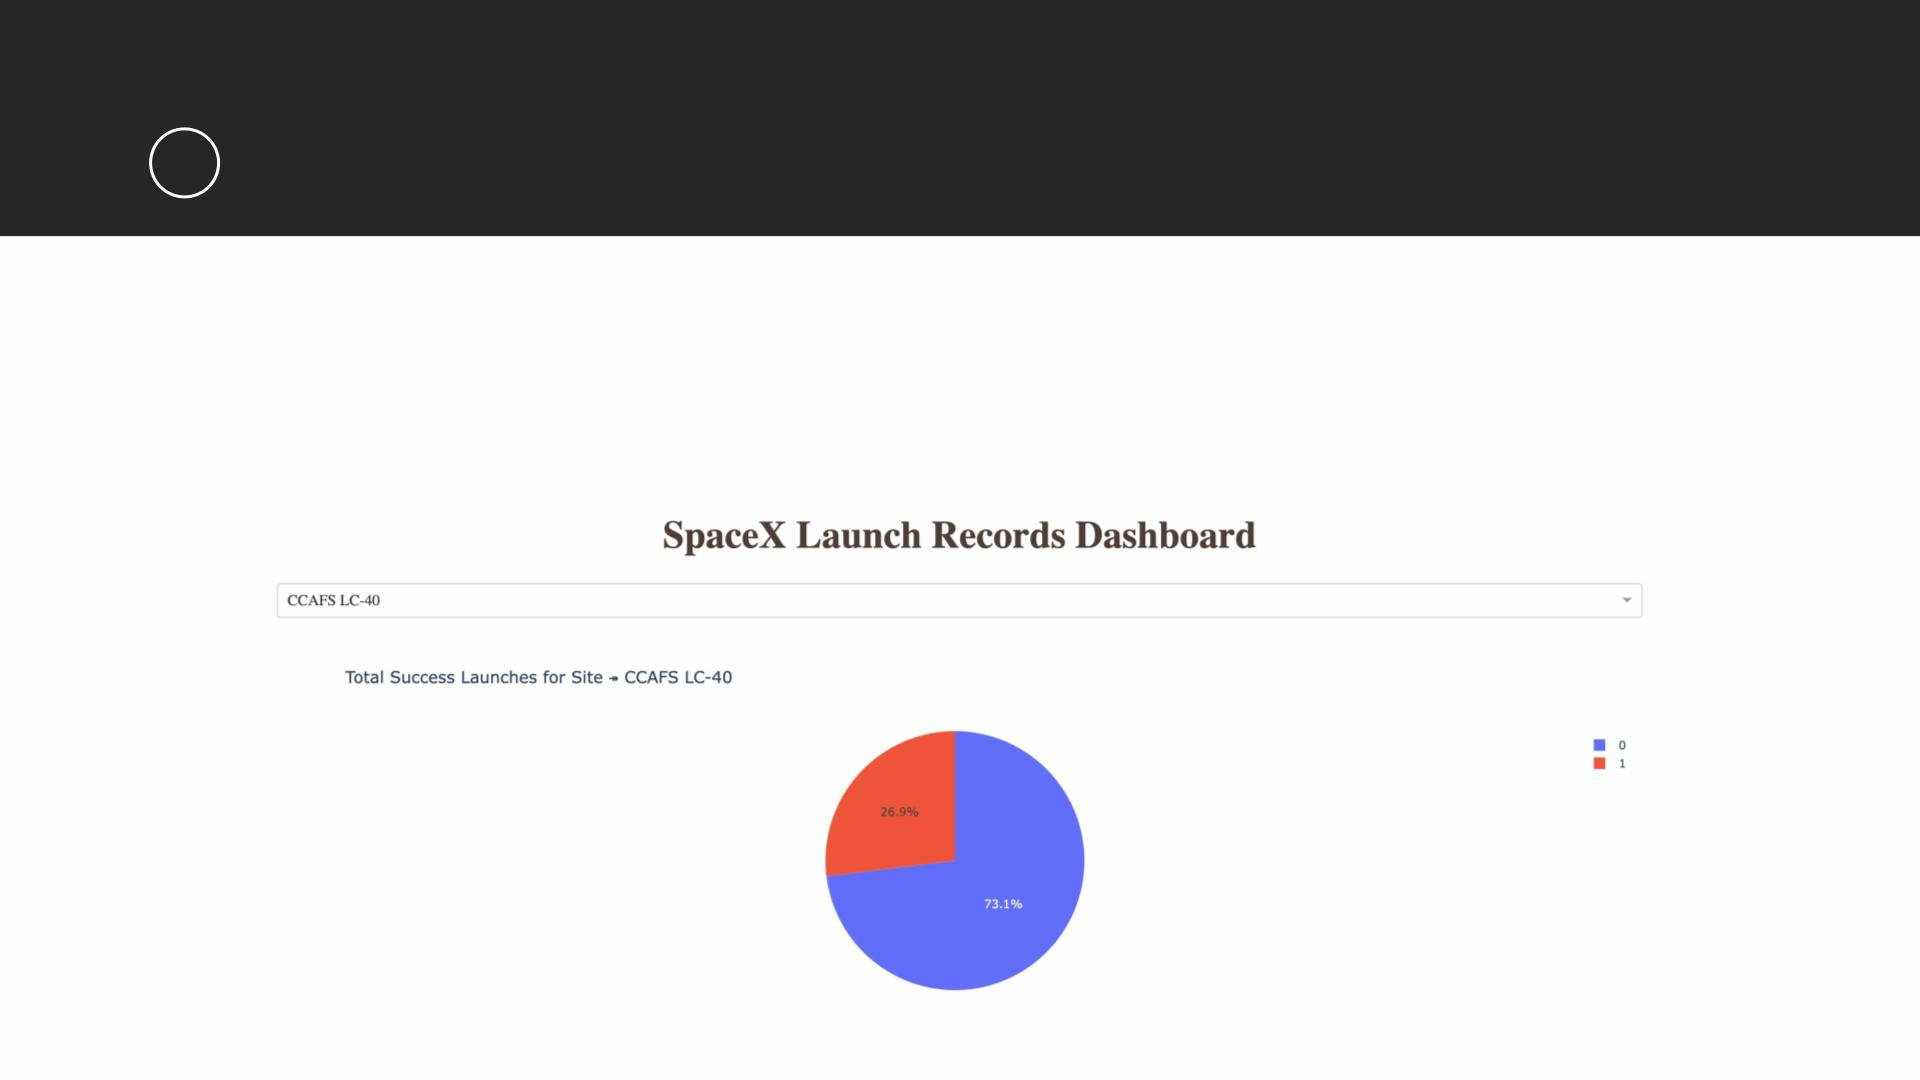 SpaceX Launch Records Dashboard
CCAFS LC-40
Total Success Launches for Site ↠ CCAFS LC-40
0
1
26.9%
73.1%